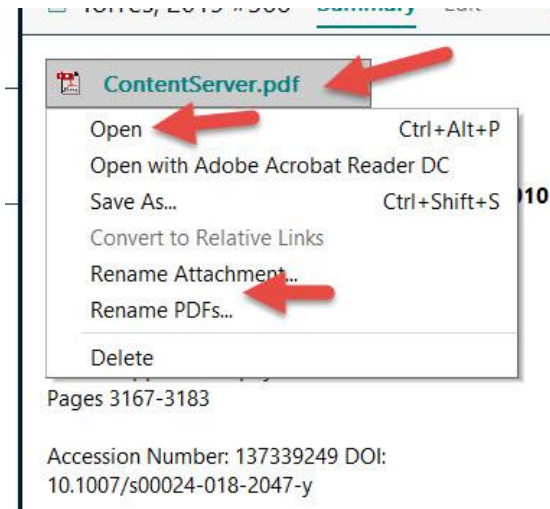 Torres, 2019 #300 Summary Edit
ContentServer.pdf
Open Ctrl+Alt+P
Open with Adobe Acrobat Reader DC
Save As... Ctrl+Shift+S
910
Convert to Relative Links
Rename Attachment...
Rename PDFs...
Delete
Pages 3167-3183
Accession Number: 137339249 DOI:
10.1007/s00024-018-2047-y